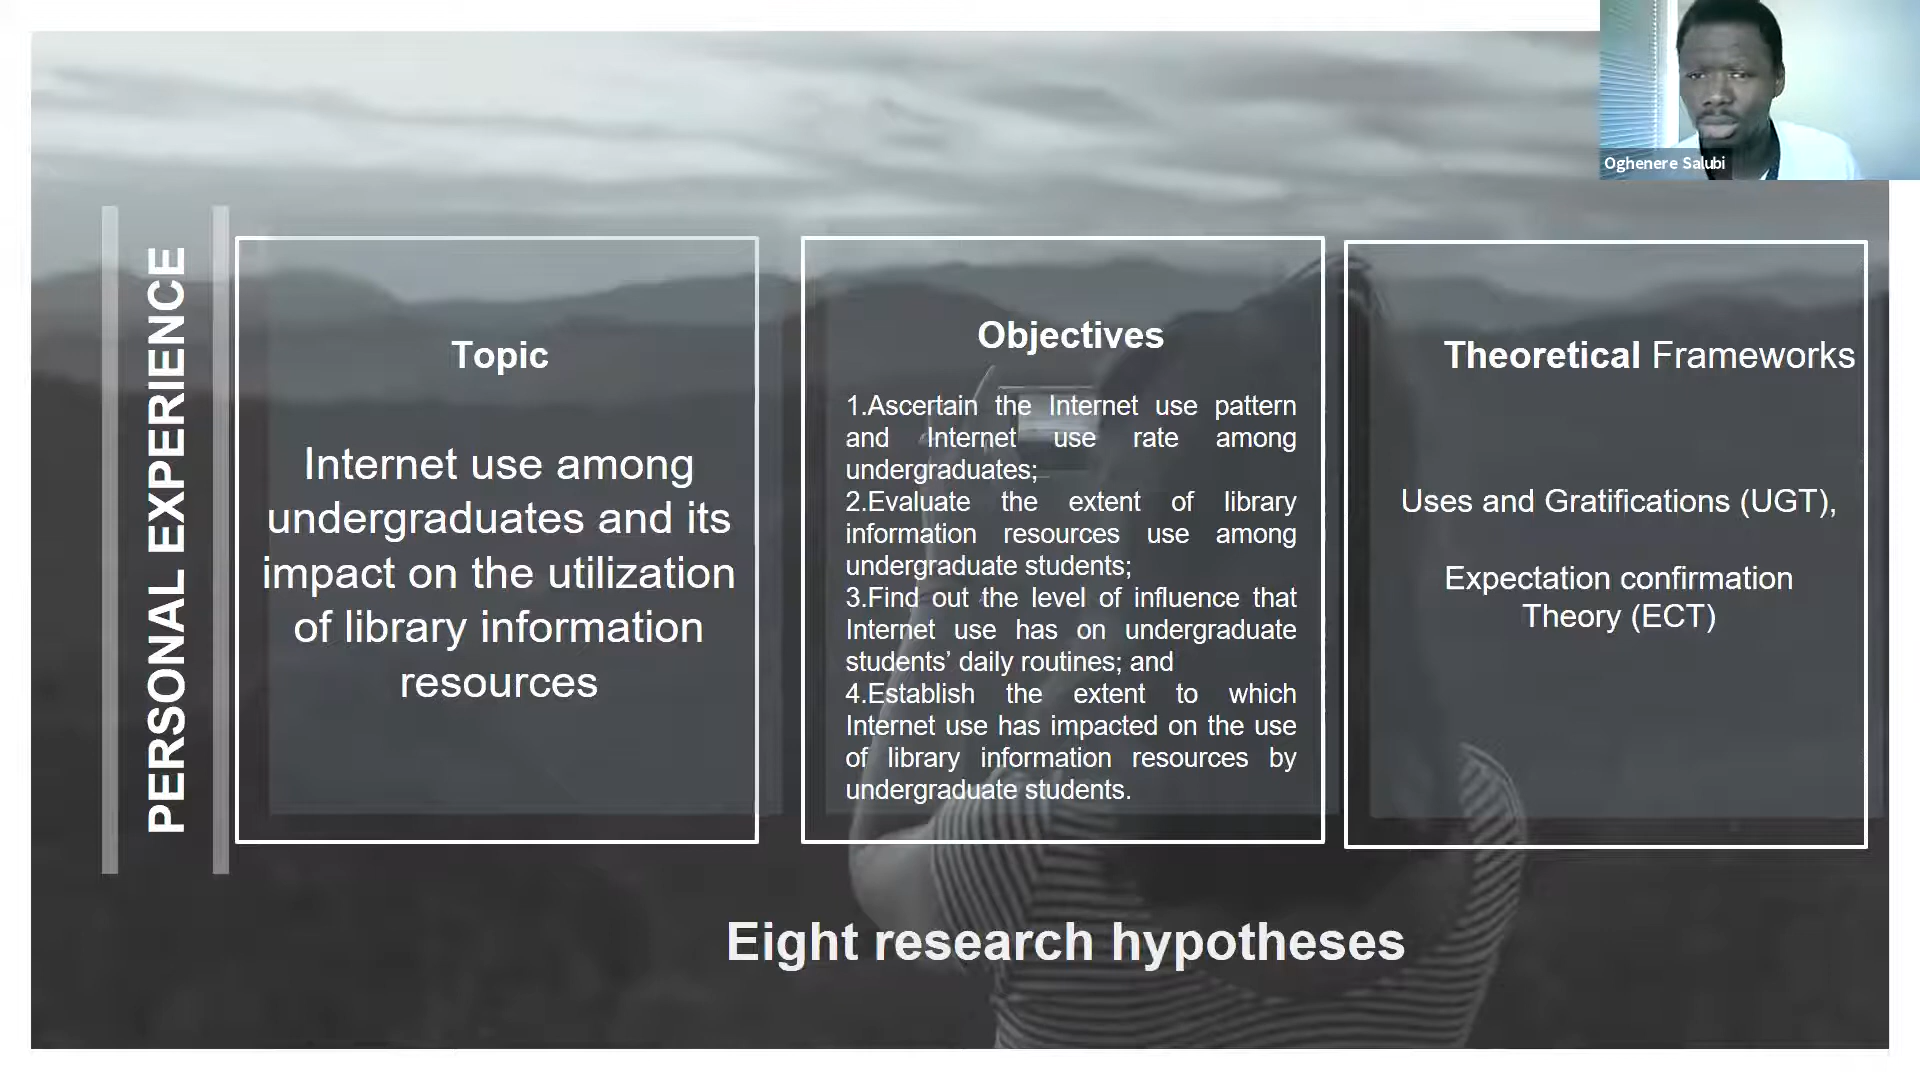 Oghenere Salubi
PERSONAL EXPERIENCE
Topic
Internet use among
undergraduates and its
impact on the utilization
of library information
resources
Objectives
1.Ascertain the Internet use pattern
and Internet use rate among
undergraduates;
2.Evaluate the extent of library
information resources use among
undergraduate students;
3.Find out the level of influence that
Internet use has on undergraduate
students’ daily routines; and
4.Establish the extent to which
Internet use has impacted on the use
of library information resources by
undergraduate students.
Theoretical Frameworks
Uses and Gratifications (UGT),
Expectation confirmation
Theory (ECT)
Eight research hypotheses